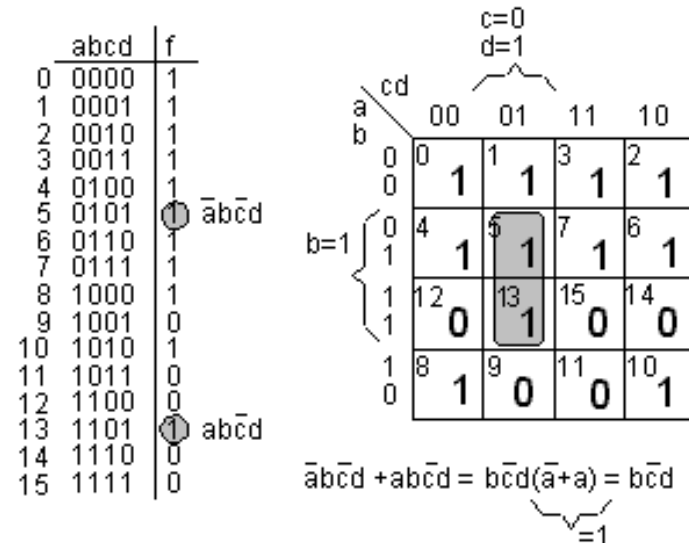 abcd f
0 0000 1
1 0001 1
2 0010 1
3 0011 1
4 0100 1
5 0101 1 a̅bc̅d
6 0110 1
7 0111 1
8 1000 1
9 1001 0
10 1010 1
11 1011 0
12 1100 0
13 1101 1 abc̅d
14 1110 0
15 1111 0
c=0
d=1
cd
a
b
00 01 11 10
0 0 0 1 1 1 3 1 2 1
0 1 4 1 5 1 7 1 6 1
b=1
1 1 12 0 13 1 15 0 14 0
1 0 8 1 9 0 11 0 10 1
a̅bc̅d +abc̅d = bc̅d(a̅+a) = bc̅d
=1